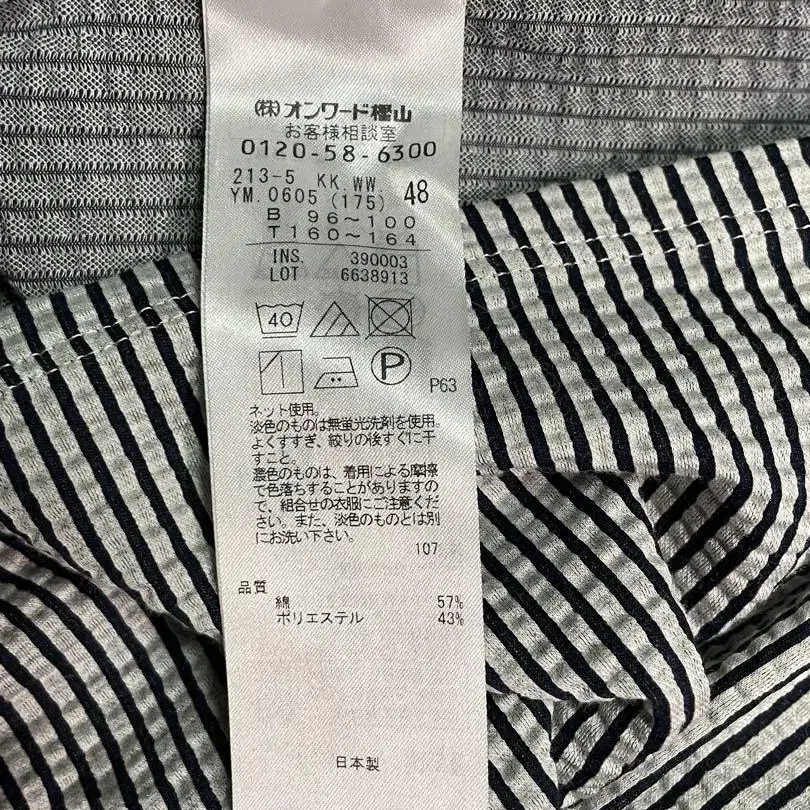 (株)オンワード樫山
お客様相談室
0120-58-6300
213-5 KK.WW. 48
YM.0605 (175)
B 96~100
T 160~164
INS. 390003
LOT 6638913
40
P
P63
ネット使用。
淡色のものは無蛍光洗剤を使用。
よくすすぎ、絞りの後すぐに干
すこと。
濃色のものは、着用による摩擦
で色落ちすることがありますの
で、組合せの衣服にご注意くだ
さい。また、淡色のものとは別
にお洗い下さい。
107
品質
綿 57%
ポリエステル 43%
日本製